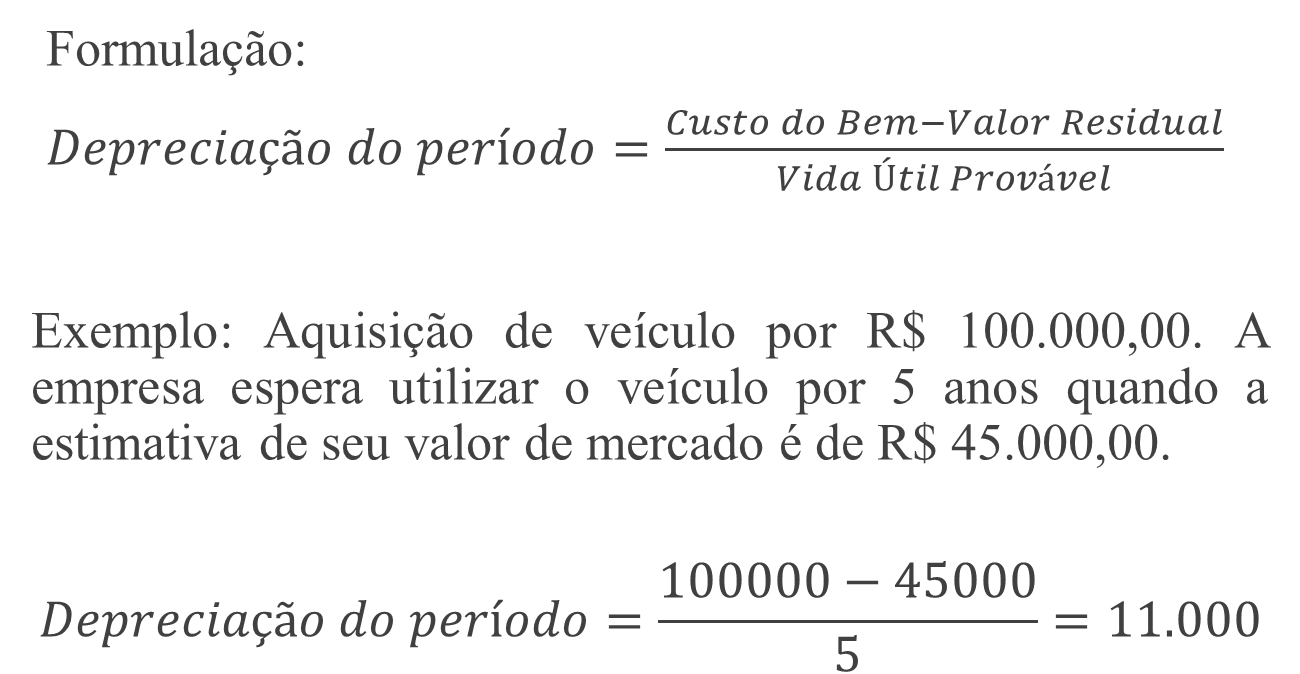 Formulação:
Depreciação do período = Custo do Bem−Valor Residual / Vida Útil Provável
Exemplo: Aquisição de veículo por R$ 100.000,00. A
empresa espera utilizar o veículo por 5 anos quando a
estimativa de seu valor de mercado é de R$ 45.000,00.
Depreciação do período = 100000 − 45000 / 5 = 11.000